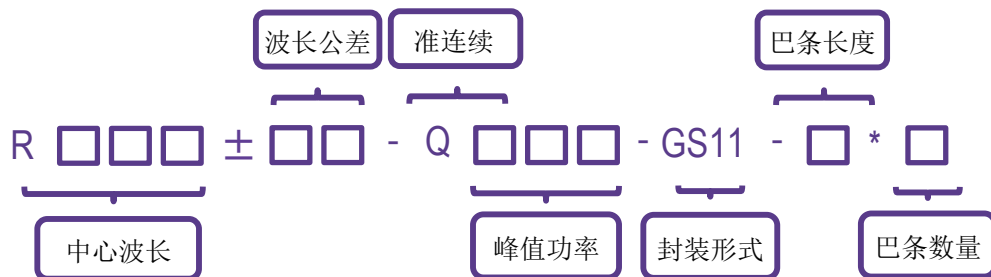 波长公差 准连续 巴条长度
R □□□ ± □□ - Q □□□ - GS11 - □ * □
中心波长 峰值功率 封装形式 巴条数量